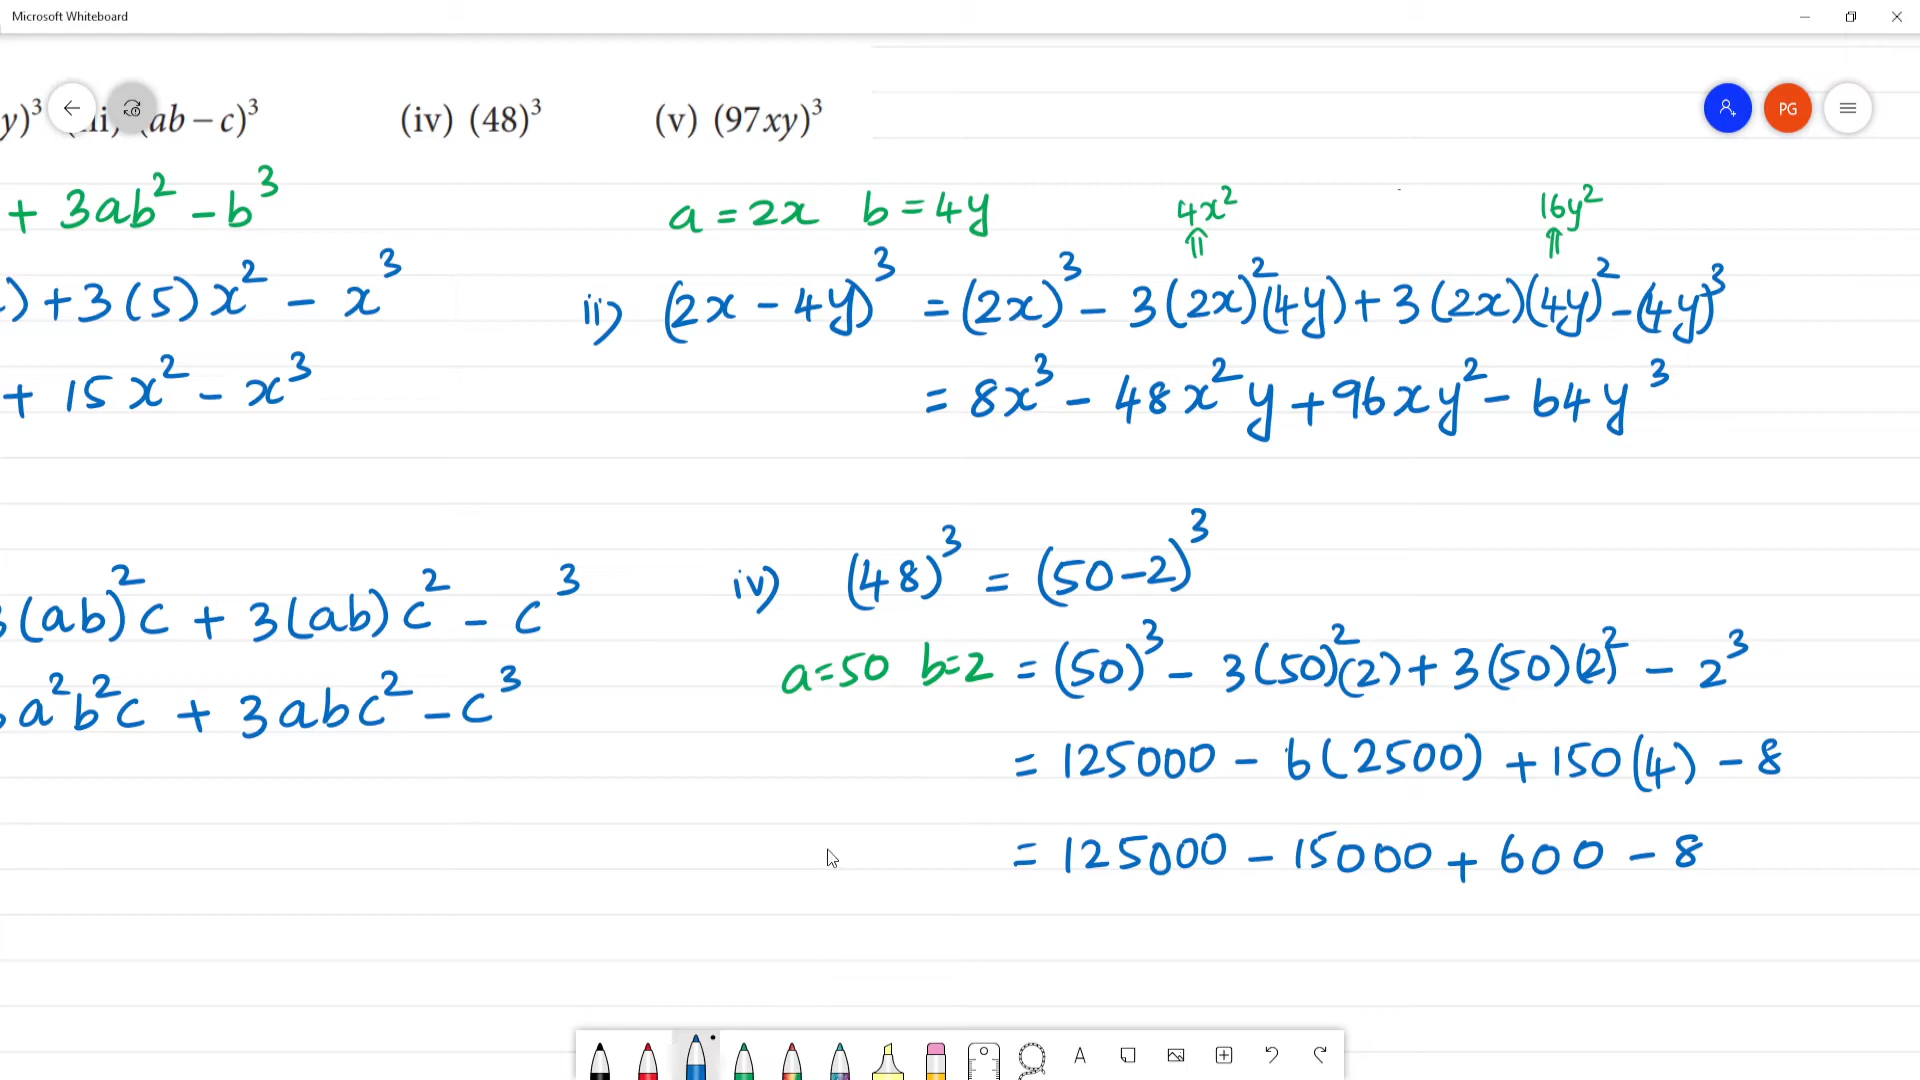 Microsoft Whiteboard
y)³ (ab – c)³ (iv) (48)³ (v) (97xy)³
PG
+ 3ab² – b³
) + 3(5)x² – x³
+ 15x² – x³
a = 2x b = 4y 4x² 16y²
ii) (2x – 4y)³ = (2x)³ – 3(2x)²(4y) + 3(2x)(4y)² – (4y)³
= 8x³ – 48x²y + 96xy² – 64y³
(ab)²c + 3(ab)c² – c³
a²b²c + 3abc² – c³
iv) (48)³ = (50–2)³
a=50 b=2 = (50)³ – 3(50)²(2) + 3(50)(2)² – 2³
= 125000 – 6(2500) + 150(4) – 8
= 125000 – 15000 + 600 – 8